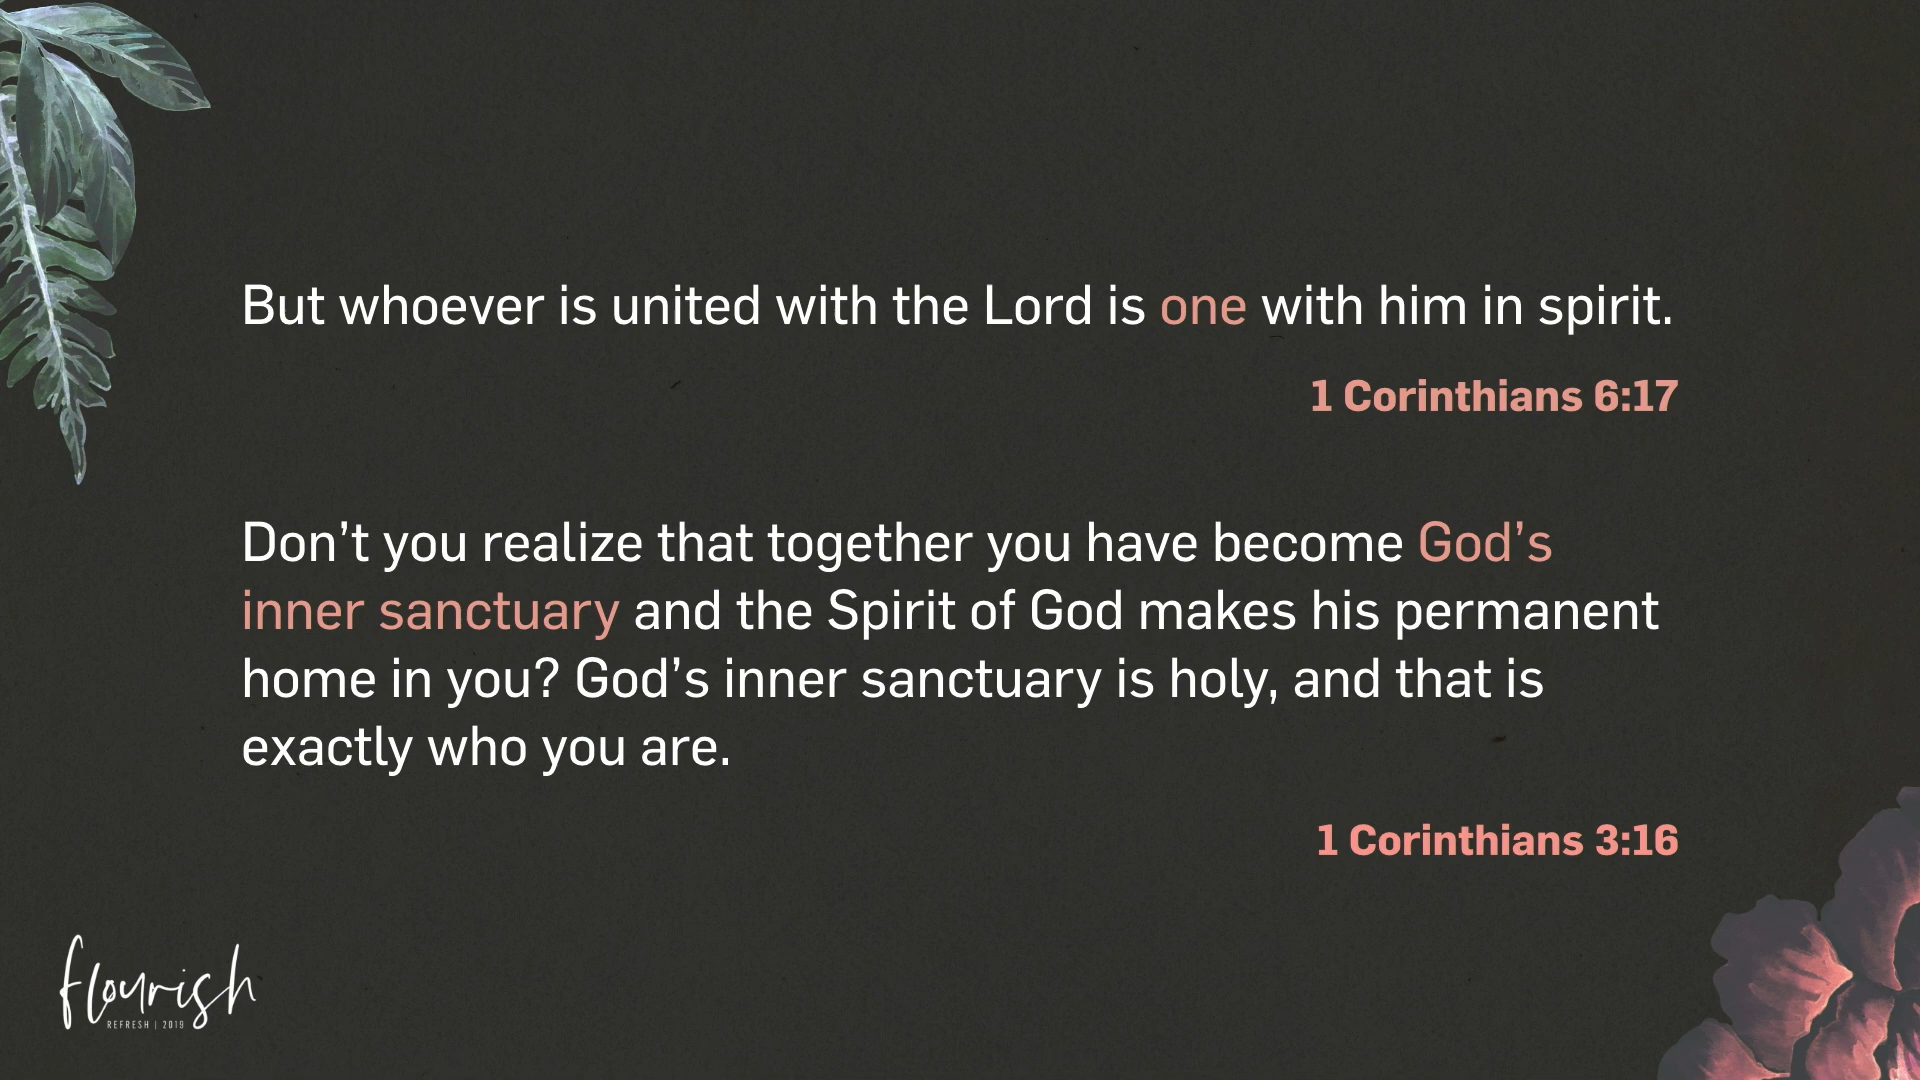 But whoever is united with the Lord is one with him in spirit.
1 Corinthians 6:17
Don’t you realize that together you have become God’s
inner sanctuary and the Spirit of God makes his permanent
home in you? God’s inner sanctuary is holy, and that is
exactly who you are.
1 Corinthians 3:16
flourish
REFRESH | 2019